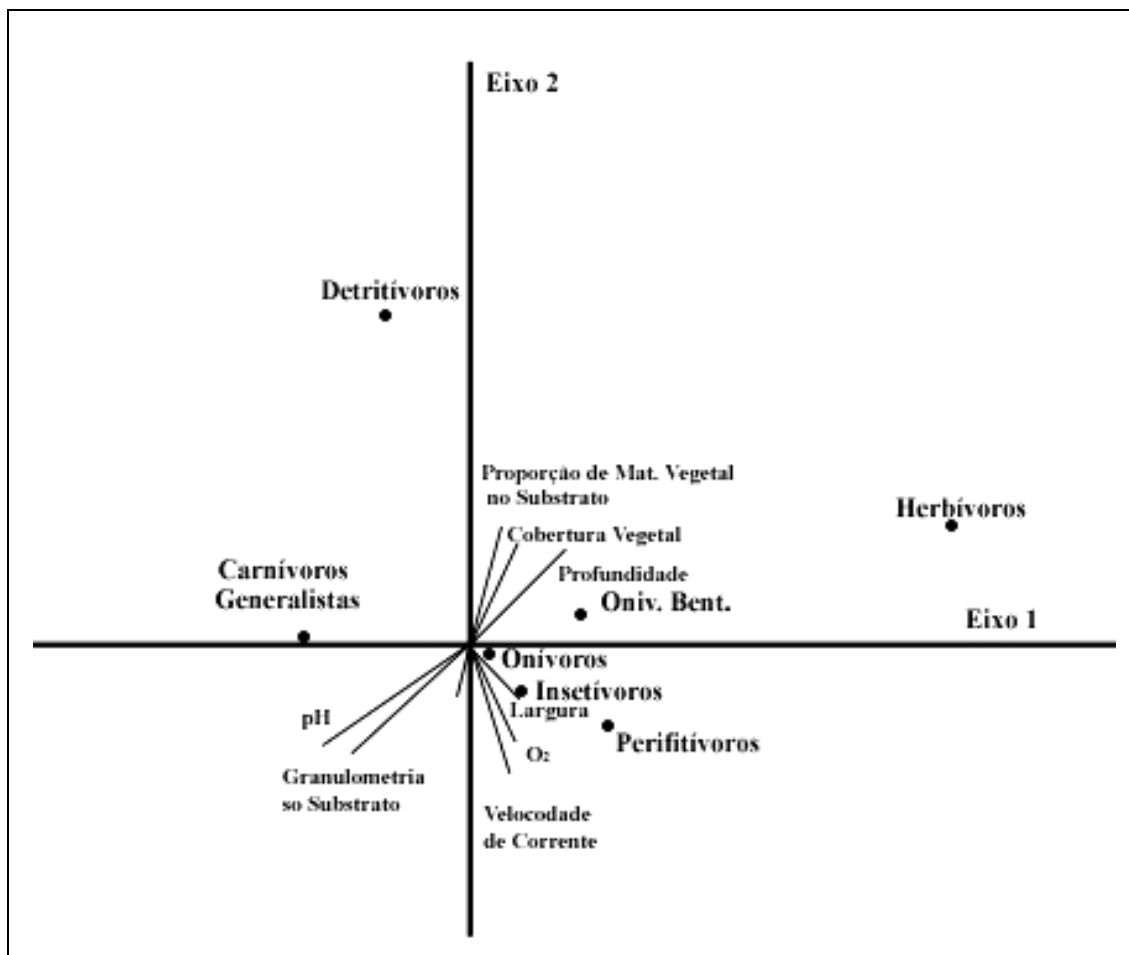 Eixo 2
Detritívoros
Proporção de Mat. Vegetal
no Substrato
Herbívoros
Cobertura Vegetal
Carnívoros
Generalistas
Profundidade
Oniv. Bent.
Eixo 1
Onívoros
Insetívoros
Largura
pH
Perifitívoros
O₂
Granulometria
so Substrato
Velocodade
de Corrente